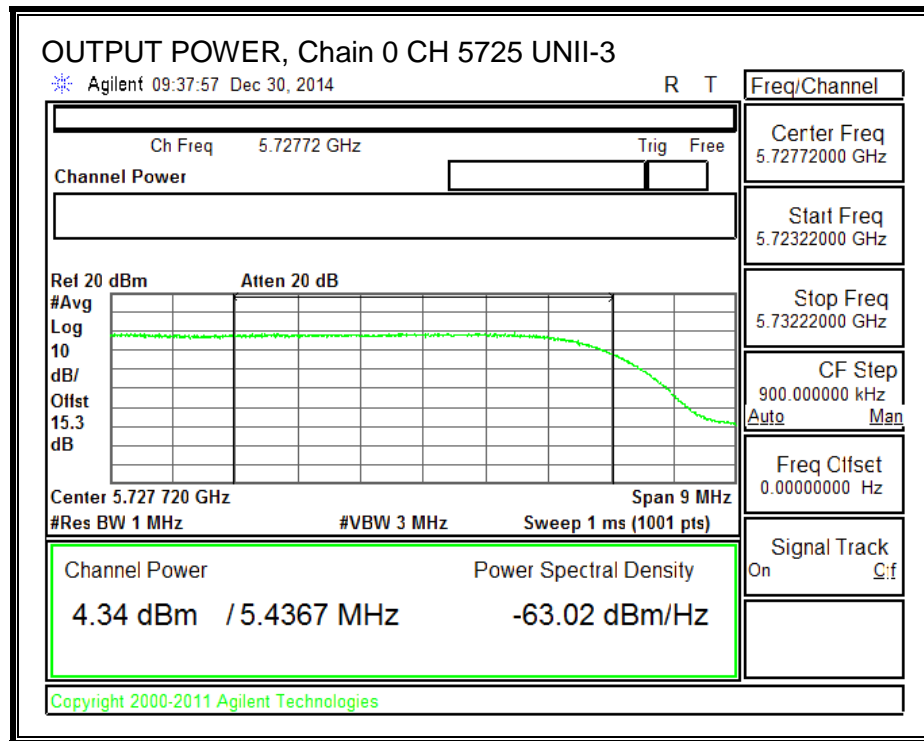 OUTPUT POWER, Chain 0 CH 5725 UNII-3
Agilent 09:37:57 Dec 30, 2014 R T
Freq/Channel
Ch Freq 5.72772 GHz Trig Free
Channel Power
Center Freq
5.72772000 GHz
Start Freq
5.72322000 GHz
Stop Freq
5.73222000 GHz
CF Step
900.000000 kHz
Auto Man
Freq Offset
0.00000000 Hz
Signal Track
On Off
Ref 20 dBm Atten 20 dB
#Avg
Log
10
dB/
Offst
15.3
dB
Center 5.727 720 GHz Span 9 MHz
#Res BW 1 MHz #VBW 3 MHz Sweep 1 ms (1001 pts)
Channel Power Power Spectral Density
4.34 dBm / 5.4367 MHz -63.02 dBm/Hz
Copyright 2000-2011 Agilent Technologies